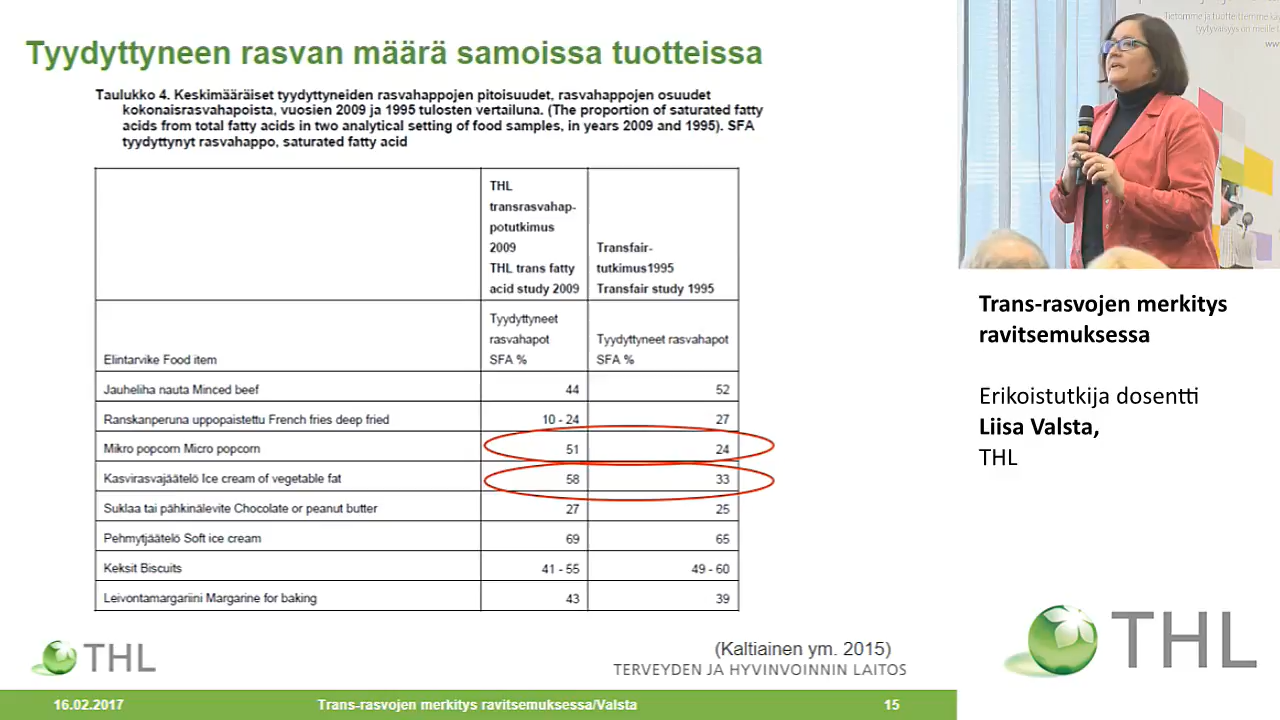 Tyydyttyneen rasvan määrä samoissa tuotteissa
Taulukko 4. Keskimääräiset tyydyttyneiden rasvahappojen pitoisuudet, rasvahappojen osuudet
kokonaisrasvahapoista, vuosien 2009 ja 1995 tulosten vertailuna. (The proportion of saturated fatty
acids from total fatty acids in two analytical setting of food samples, in years 2009 and 1995). SFA
tyydyttynyt rasvahappo, saturated fatty acid
THL
transrasvahap-
potutkimus
2009
THL trans fatty
acid study 2009
Transfair-
tutkimus1995
Transfair study 1995
Elintarvike Food item
Tyydyttyneet
rasvahapot
SFA %
Tyydyttyneet rasvahapot
SFA %
Jauheliha nauta Minced beef 44 52
Ranskanperuna uppopaistettu French fries deep fried 10 - 24 27
Mikro popcorn Micro popcorn 51 24
Kasvirasvajäätelö Ice cream of vegetable fat 58 33
Suklaa tai pähkinälevite Chocolate or peanut butter 27 25
Pehmytjäätelö Soft ice cream 69 65
Keksit Biscuits 41 - 55 49 - 60
Leivontamargariini Margarine for baking 43 39
(Kaltiainen ym. 2015)
THL
TERVEYDEN JA HYVINVOINNIN LAITOS
16.02.2017 Trans-rasvojen merkitys ravitsemuksessa/Valsta 15
Tietomme ja tuotteittemme
tyytyväisyys on meille
Trans-rasvojen merkitys
ravitsemuksessa
Erikoistutkija dosentti
Liisa Valsta,
THL
THL